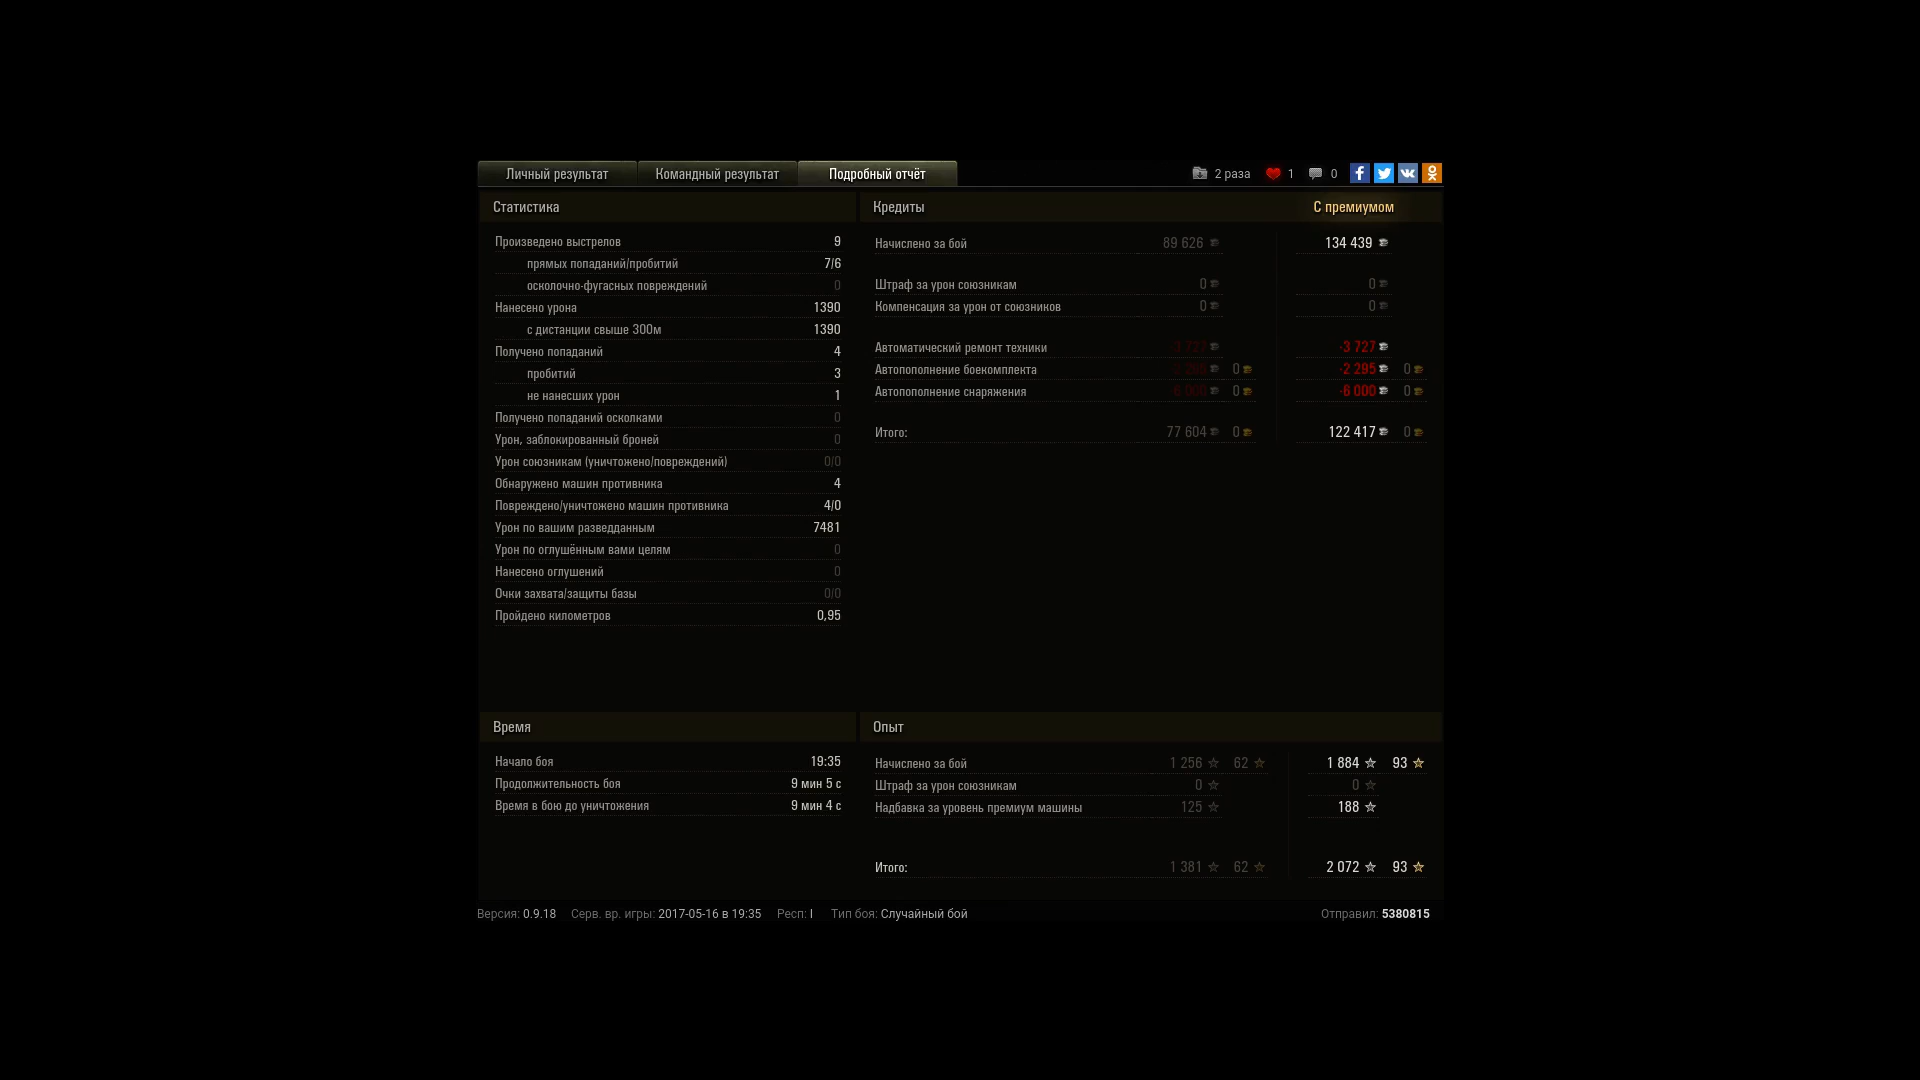 Личный результат Командный результат Подробный отчёт 2 раза 1 0
Статистика
Произведено выстрелов 9
прямых попаданий/пробитий 7/6
осколочно-фугасных повреждений 0
Нанесено урона 1390
с дистанции свыше 300м 1390
Получено попаданий 4
пробитий 3
не нанесших урон 1
Получено попаданий осколками 0
Урон, заблокированный броней 0
Урон союзникам (уничтожено/повреждений) 0/0
Обнаружено машин противника 4
Повреждено/уничтожено машин противника 4/0
Урон по вашим разведданным 7481
Урон по оглушённым вами целям 0
Нанесено оглушений 0
Очки захвата/защиты базы 0/0
Пройдено километров 0,95
Кредиты С премиумом
Начислено за бой 89 626 134 439
Штраф за урон союзникам 0 0
Компенсация за урон от союзников 0 0
Автоматический ремонт техники -3 727 -3 727
Автопополнение боекомплекта -2 295 0 -2 295 0
Автопополнение снаряжения -6 000 0 -6 000 0
Итого: 77 604 0 122 417 0
Время
Начало боя 19:35
Продолжительность боя 9 мин 5 с
Время в бою до уничтожения 9 мин 4 с
Опыт
Начислено за бой 1 256 62 1 884 93
Штраф за урон союзникам 0 0
Надбавка за уровень премиум машины 125 188
Итого: 1 381 62 2 072 93
Версия: 0.9.18 Серв. вр. игры: 2017-05-16 в 19:35 Респ: I Тип боя: Случайный бой Отправил: 5380815